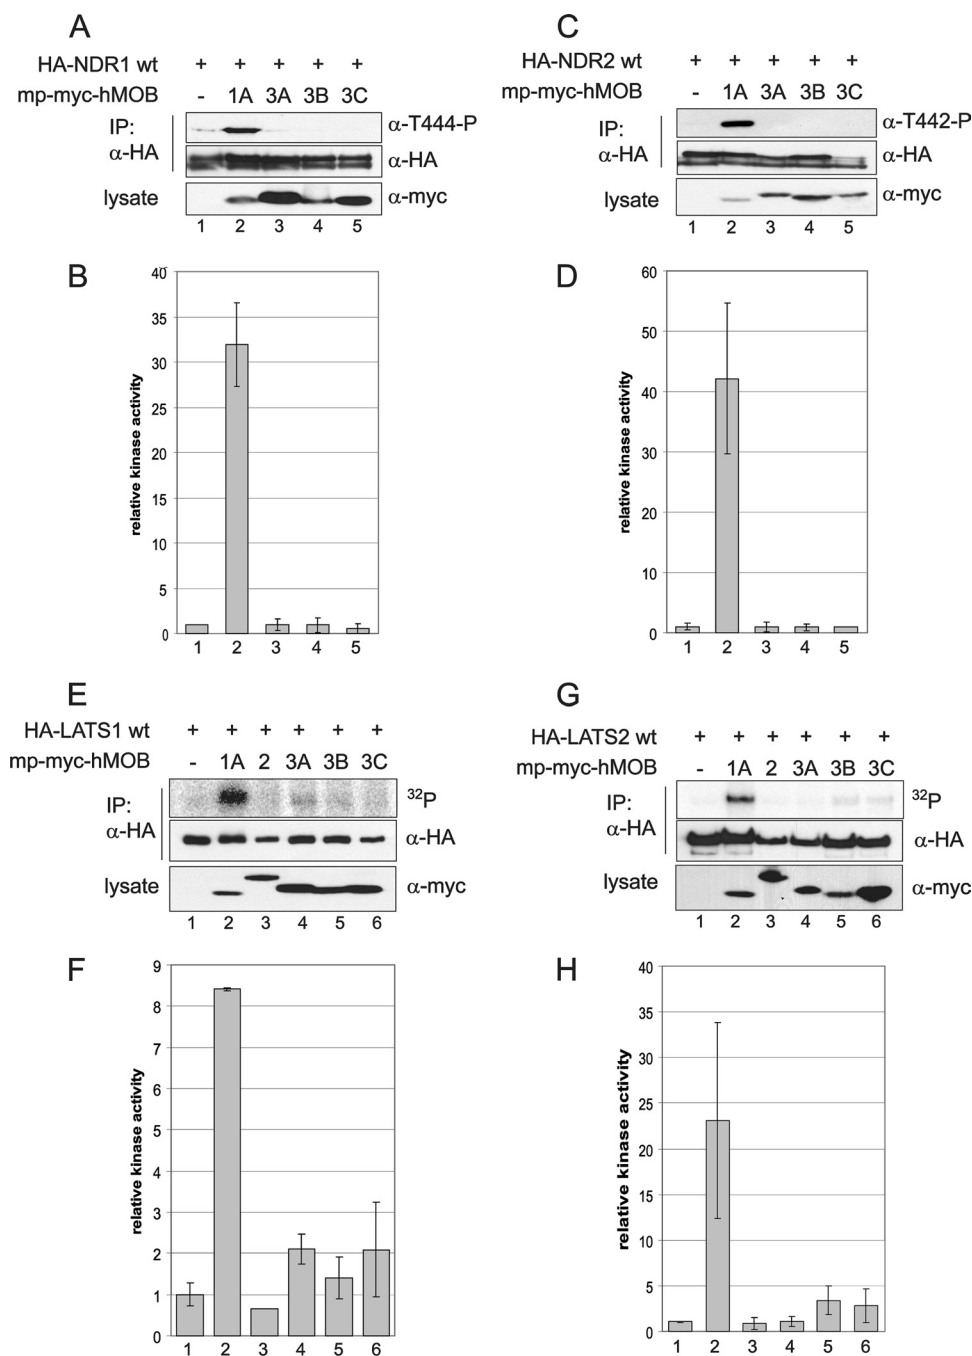 A
HA-NDR1 wt + + + + +
mp-myc-hMOB - 1A 3A 3B 3C
IP:
α-HA
α-T444-P
α-HA
lysate
α-myc
1 2 3 4 5
C
HA-NDR2 wt + + + + +
mp-myc-hMOB - 1A 3A 3B 3C
IP:
α-HA
α-T442-P
α-HA
lysate
α-myc
1 2 3 4 5
B
relative kinase activity
40
35
30
25
20
15
10
5
0
1 2 3 4 5
D
relative kinase activity
60
50
40
30
20
10
0
1 2 3 4 5
E
HA-LATS1 wt + + + + + +
mp-myc-hMOB - 1A 2 3A 3B 3C
IP:
α-HA
³²P
α-HA
lysate
α-myc
1 2 3 4 5 6
G
HA-LATS2 wt + + + + + +
mp-myc-hMOB - 1A 2 3A 3B 3C
IP:
α-HA
³²P
α-HA
lysate
α-myc
1 2 3 4 5 6
F
relative kinase activity
9
8
7
6
5
4
3
2
1
0
1 2 3 4 5 6
H
relative kinase activity
40
35
30
25
20
15
10
5
0
1 2 3 4 5 6